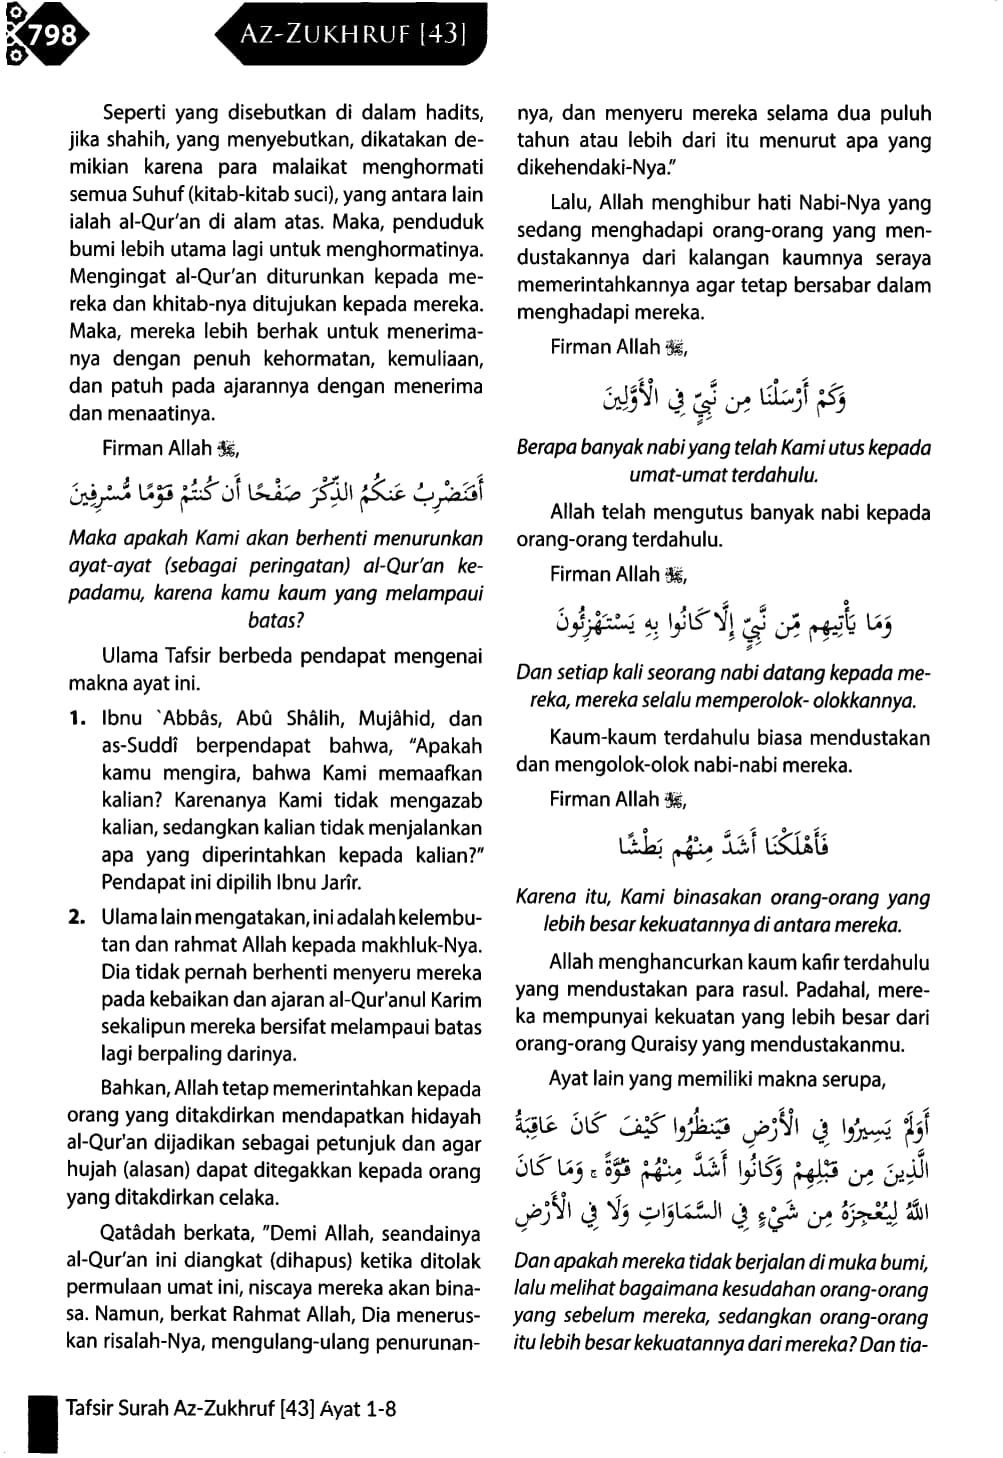 798
AZ-ZUKHRUF [43]
Seperti yang disebutkan di dalam hadits,
jika shahih, yang menyebutkan, dikatakan de-
mikian karena para malaikat menghormati
semua Suhuf (kitab-kitab suci), yang antara lain
ialah al-Qur'an di alam atas. Maka, penduduk
bumi lebih utama lagi untuk menghormatinya.
Mengingat al-Qur'an diturunkan kepada me-
reka dan khitab-nya ditujukan kepada mereka.
Maka, mereka lebih berhak untuk menerima-
nya dengan penuh kehormatan, kemuliaan,
dan patuh pada ajarannya dengan menerima
dan menaatinya.
Firman Allah ﷻ,
أَفَنَضْرِبُ عَنكُمُ الذِّكْرَ صَفْحًا أَن كُنتُمْ قَوْمًا مُّسْرِفِينَ
Maka apakah Kami akan berhenti menurunkan
ayat-ayat (sebagai peringatan) al-Qur'an ke-
padamu, karena kamu kaum yang melampaui
batas?
Ulama Tafsir berbeda pendapat mengenai
makna ayat ini.
1. Ibnu `Abbâs, Abû Shâlih, Mujâhid, dan
as-Suddî berpendapat bahwa, "Apakah
kamu mengira, bahwa Kami memaafkan
kalian? Karenanya Kami tidak mengazab
kalian, sedangkan kalian tidak menjalankan
apa yang diperintahkan kepada kalian?"
Pendapat ini dipilih Ibnu Jarîr.
2. Ulama lain mengatakan, ini adalah kelembu-
tan dan rahmat Allah kepada makhluk-Nya.
Dia tidak pernah berhenti menyeru mereka
pada kebaikan dan ajaran al-Qur'anul Karim
sekalipun mereka bersifat melampaui batas
lagi berpaling darinya.
Bahkan, Allah tetap memerintahkan kepada
orang yang ditakdirkan mendapatkan hidayah
al-Qur'an dijadikan sebagai petunjuk dan agar
hujah (alasan) dapat ditegakkan kepada orang
yang ditakdirkan celaka.
Qatâdah berkata, "Demi Allah, seandainya
al-Qur'an ini diangkat (dihapus) ketika ditolak
permulaan umat ini, niscaya mereka akan bina-
sa. Namun, berkat Rahmat Allah, Dia menerus-
kan risalah-Nya, mengulang-ulang penurunan-
nya, dan menyeru mereka selama dua puluh
tahun atau lebih dari itu menurut apa yang
dikehendaki-Nya."
Lalu, Allah menghibur hati Nabi-Nya yang
sedang menghadapi orang-orang yang men-
dustakannya dari kalangan kaumnya seraya
memerintahkannya agar tetap bersabar dalam
menghadapi mereka.
Firman Allah ﷻ,
وَكَمْ أَرْسَلْنَا مِن نَّبِيٍّ فِي الْأَوَّلِينَ
Berapa banyak nabi yang telah Kami utus kepada
umat-umat terdahulu.
Allah telah mengutus banyak nabi kepada
orang-orang terdahulu.
Firman Allah ﷻ,
وَمَا يَأْتِيهِم مِّن نَّبِيٍّ إِلَّا كَانُوا بِهِ يَسْتَهْزِئُونَ
Dan setiap kali seorang nabi datang kepada me-
reka, mereka selalu memperolok- olokkannya.
Kaum-kaum terdahulu biasa mendustakan
dan mengolok-olok nabi-nabi mereka.
Firman Allah ﷻ,
فَأَهْلَكْنَا أَشَدَّ مِنْهُم بَطْشًا
Karena itu, Kami binasakan orang-orang yang
lebih besar kekuatannya di antara mereka.
Allah menghancurkan kaum kafir terdahulu
yang mendustakan para rasul. Padahal, mere-
ka mempunyai kekuatan yang lebih besar dari
orang-orang Quraisy yang mendustakanmu.
Ayat lain yang memiliki makna serupa,
أَوَلَمْ يَسِيرُوا فِي الْأَرْضِ فَيَنظُرُوا كَيْفَ كَانَ عَاقِبَةُ
الَّذِينَ مِن قَبْلِهِمْ وَكَانُوا أَشَدَّ مِنْهُمْ قُوَّةً ۚ وَمَا كَانَ
اللَّهُ لِيُعْجِزَهُ مِن شَيْءٍ فِي السَّمَاوَاتِ وَلَا فِي الْأَرْضِ
Dan apakah mereka tidak berjalan di muka bumi,
lalu melihat bagaimana kesudahan orang-orang
yang sebelum mereka, sedangkan orang-orang
itu lebih besar kekuatannya dari mereka? Dan tia-
Tafsir Surah Az-Zukhruf [43] Ayat 1-8